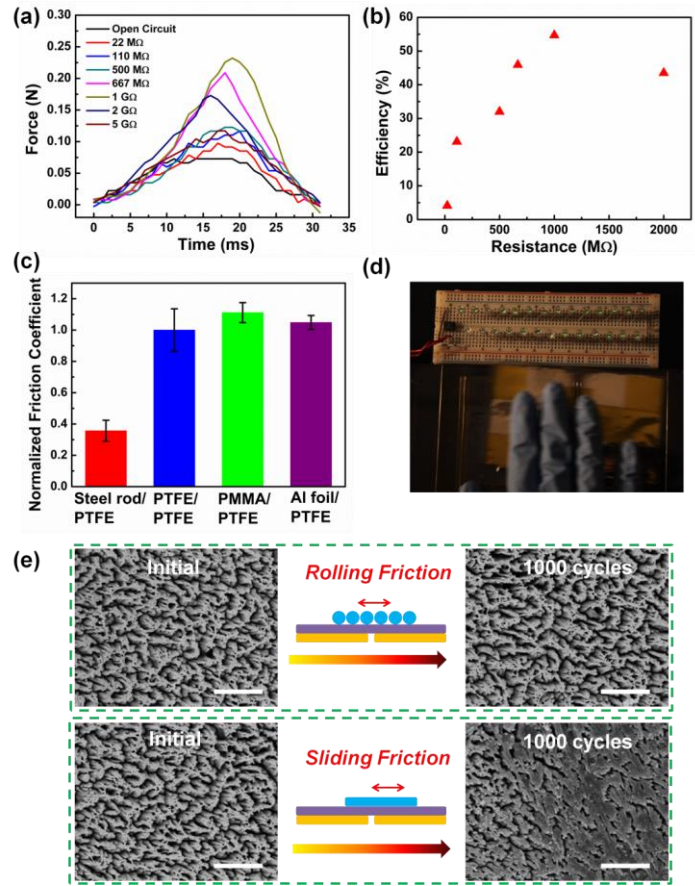 (a)
Open Circuit
22 MΩ
110 MΩ
500 MΩ
667 MΩ
1 GΩ
2 GΩ
5 GΩ
Force (N)
0.25
0.20
0.15
0.10
0.05
0.00
0 5 10 15 20 25 30 35
Time (ms)
(b)
Efficiency (%)
60
50
40
30
20
10
0
0 500 1000 1500 2000
Resistance (MΩ)
(c)
Normalized Friction Coefficient
1.2
1.0
0.8
0.6
0.4
0.2
0.0
Steel rod/
PTFE
PTFE/
PTFE
PMMA/
PTFE
Al foil/
PTFE
(d)
(e)
Initial
Rolling Friction
1000 cycles
Initial
Sliding Friction
1000 cycles